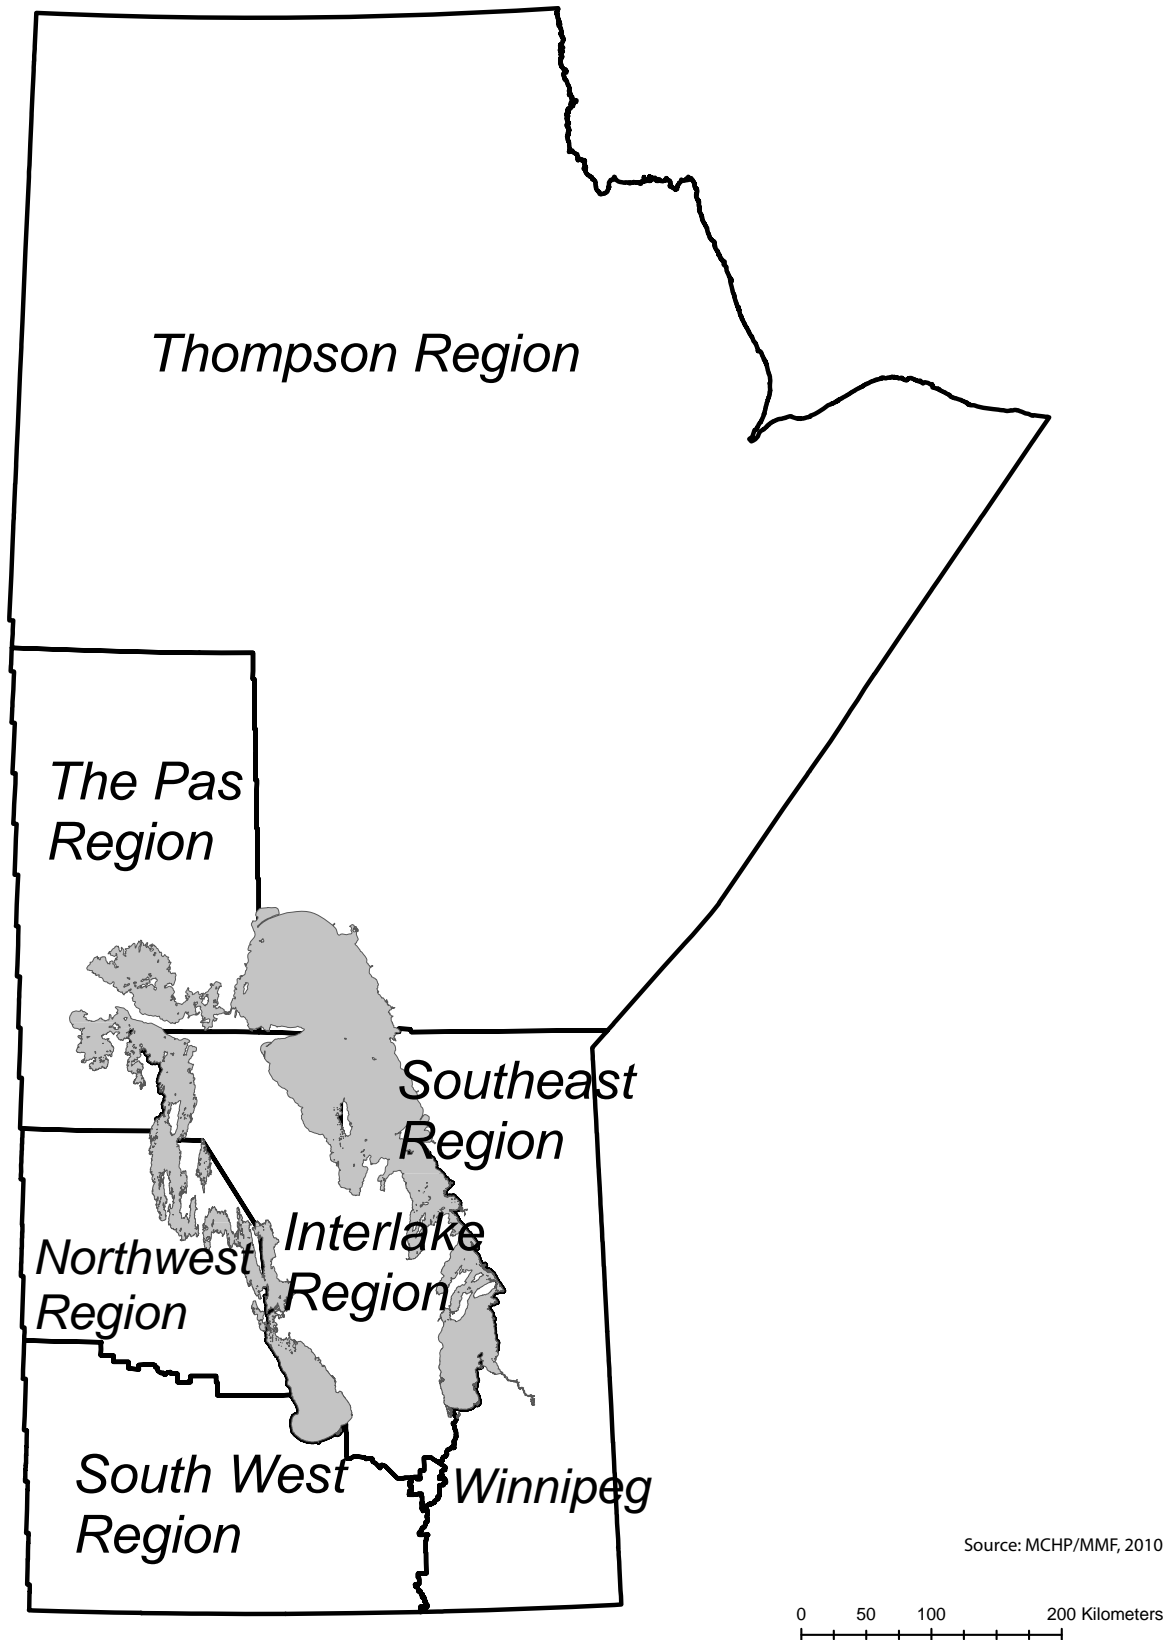 Thompson Region
The Pas
Region
Southeast
Region
Interlake
Region
Northwest
Region
South West
Region
Winnipeg
Source: MCHP/MMF, 2010
0 50 100 200 Kilometers